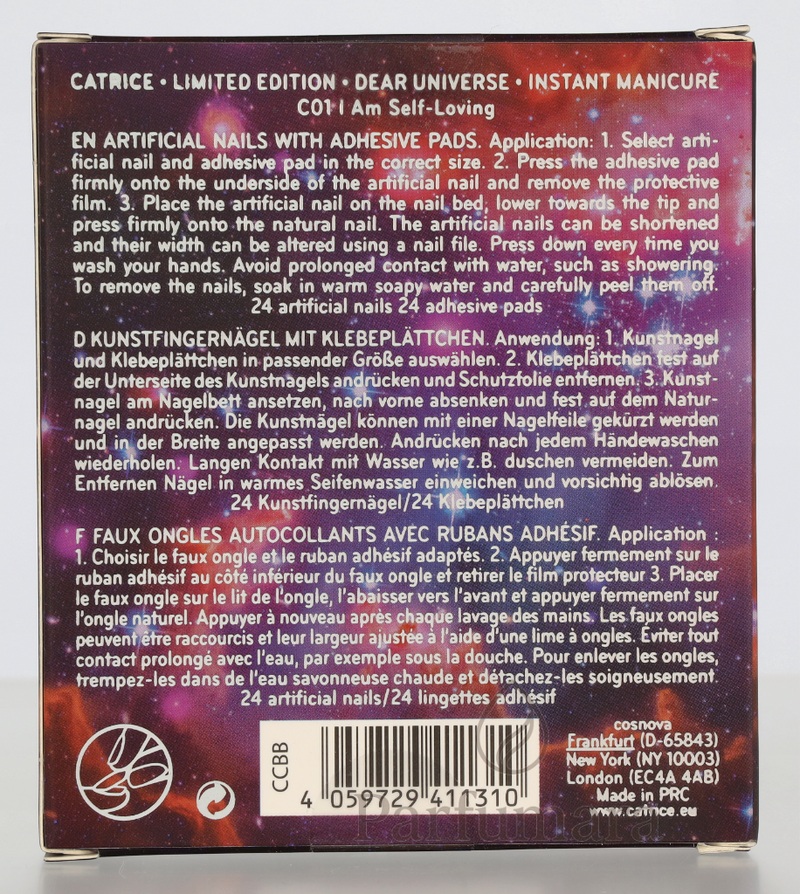 CATRICE • LIMITED EDITION • DEAR UNIVERSE • INSTANT MANICURE
C01 I Am Self-Loving
EN ARTIFICIAL NAILS WITH ADHESIVE PADS. Application: 1. Select arti-
ficial nail and adhesive pad in the correct size. 2. Press the adhesive pad
firmly onto the underside of the artificial nail and remove the protective
film. 3. Place the artificial nail on the nail bed, lower towards the tip and
press firmly onto the natural nail. The artificial nails can be shortened
and their width can be altered using a nail file. Press down every time you
wash your hands. Avoid prolonged contact with water, such as showering.
To remove the nails, soak in warm soapy water and carefully peel them off.
24 artificial nails 24 adhesive pads
D KUNSTFINGERNÄGEL MIT KLEBEPLÄTTCHEN. Anwendung: 1. Kunstnagel
und Klebeplättchen in passender Größe auswählen. 2. Klebeplättchen fest auf
der Unterseite des Kunstnagels andrücken und Schutzfolie entfernen. 3. Kunst-
nagel am Nagelbett ansetzen, nach vorne absenken und fest auf dem Natur-
nagel andrücken. Die Kunstnägel können mit einer Nagelfeile gekürzt werden
und in der Breite angepasst werden. Andrücken nach jedem Händewaschen
wiederholen. Langen Kontakt mit Wasser wie z.B. duschen vermeiden. Zum
Entfernen Nägel in warmes Seifenwasser einweichen und vorsichtig ablösen.
24 Kunstfingernägel/24 Klebeplättchen
F FAUX ONGLES AUTOCOLLANTS AVEC RUBANS ADHÉSIF. Application :
1. Choisir le faux ongle et le ruban adhésif adaptés. 2. Appuyer fermement sur le
ruban adhésif au côté inférieur du faux ongle et retirer le film protecteur 3. Placer
le faux ongle sur le lit de l'ongle, l'abaisser vers l'avant et appuyer fermement sur
l'ongle naturel. Appuyer à nouveau après chaque lavage des mains. Les faux ongles
peuvent être raccourcis et leur largeur ajustée à l'aide d'une lime à ongles. Éviter tout
contact prolongé avec l'eau, par exemple sous la douche. Pour enlever les ongles,
trempez-les dans de l'eau savonneuse chaude et détachez-les soigneusement.
24 artificial nails/24 lingettes adhésif
CCBB
4 059729 411310
cosnova
Frankfurt (D-65843)
New York (NY 10003)
London (EC4A 4AB)
Made in PRC
www.catrice.eu
Parfumara